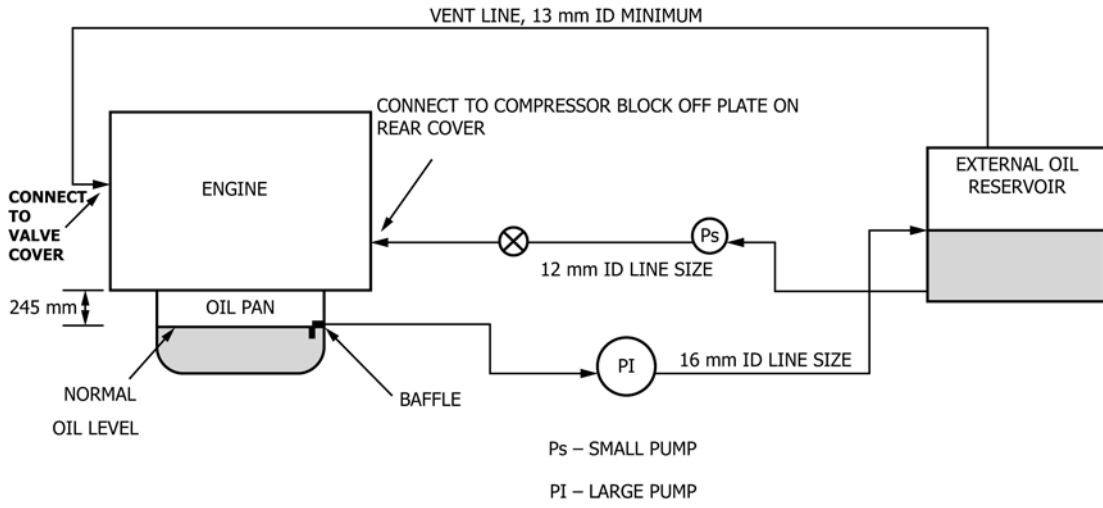 VENT LINE, 13 mm ID MINIMUM
CONNECT TO COMPRESSOR BLOCK OFF PLATE ON
REAR COVER
ENGINE
EXTERNAL OIL
RESERVOIR
CONNECT
TO
VALVE
COVER
Ps
12 mm ID LINE SIZE
245 mm
OIL PAN
PI
16 mm ID LINE SIZE
NORMAL
OIL LEVEL
BAFFLE
Ps – SMALL PUMP
PI – LARGE PUMP